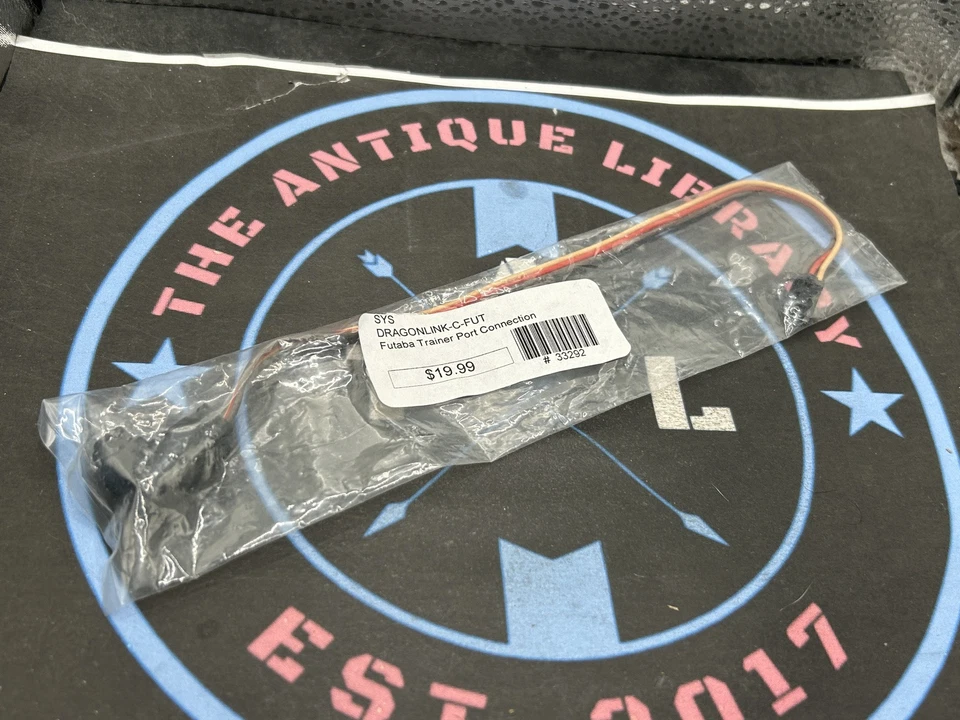 THE ANTIQUE LIBRARY
SYS
DRAGONLINK-C-FUT
Futaba Trainer Port Connection
$19.99
# 33292
L
EST. 2017